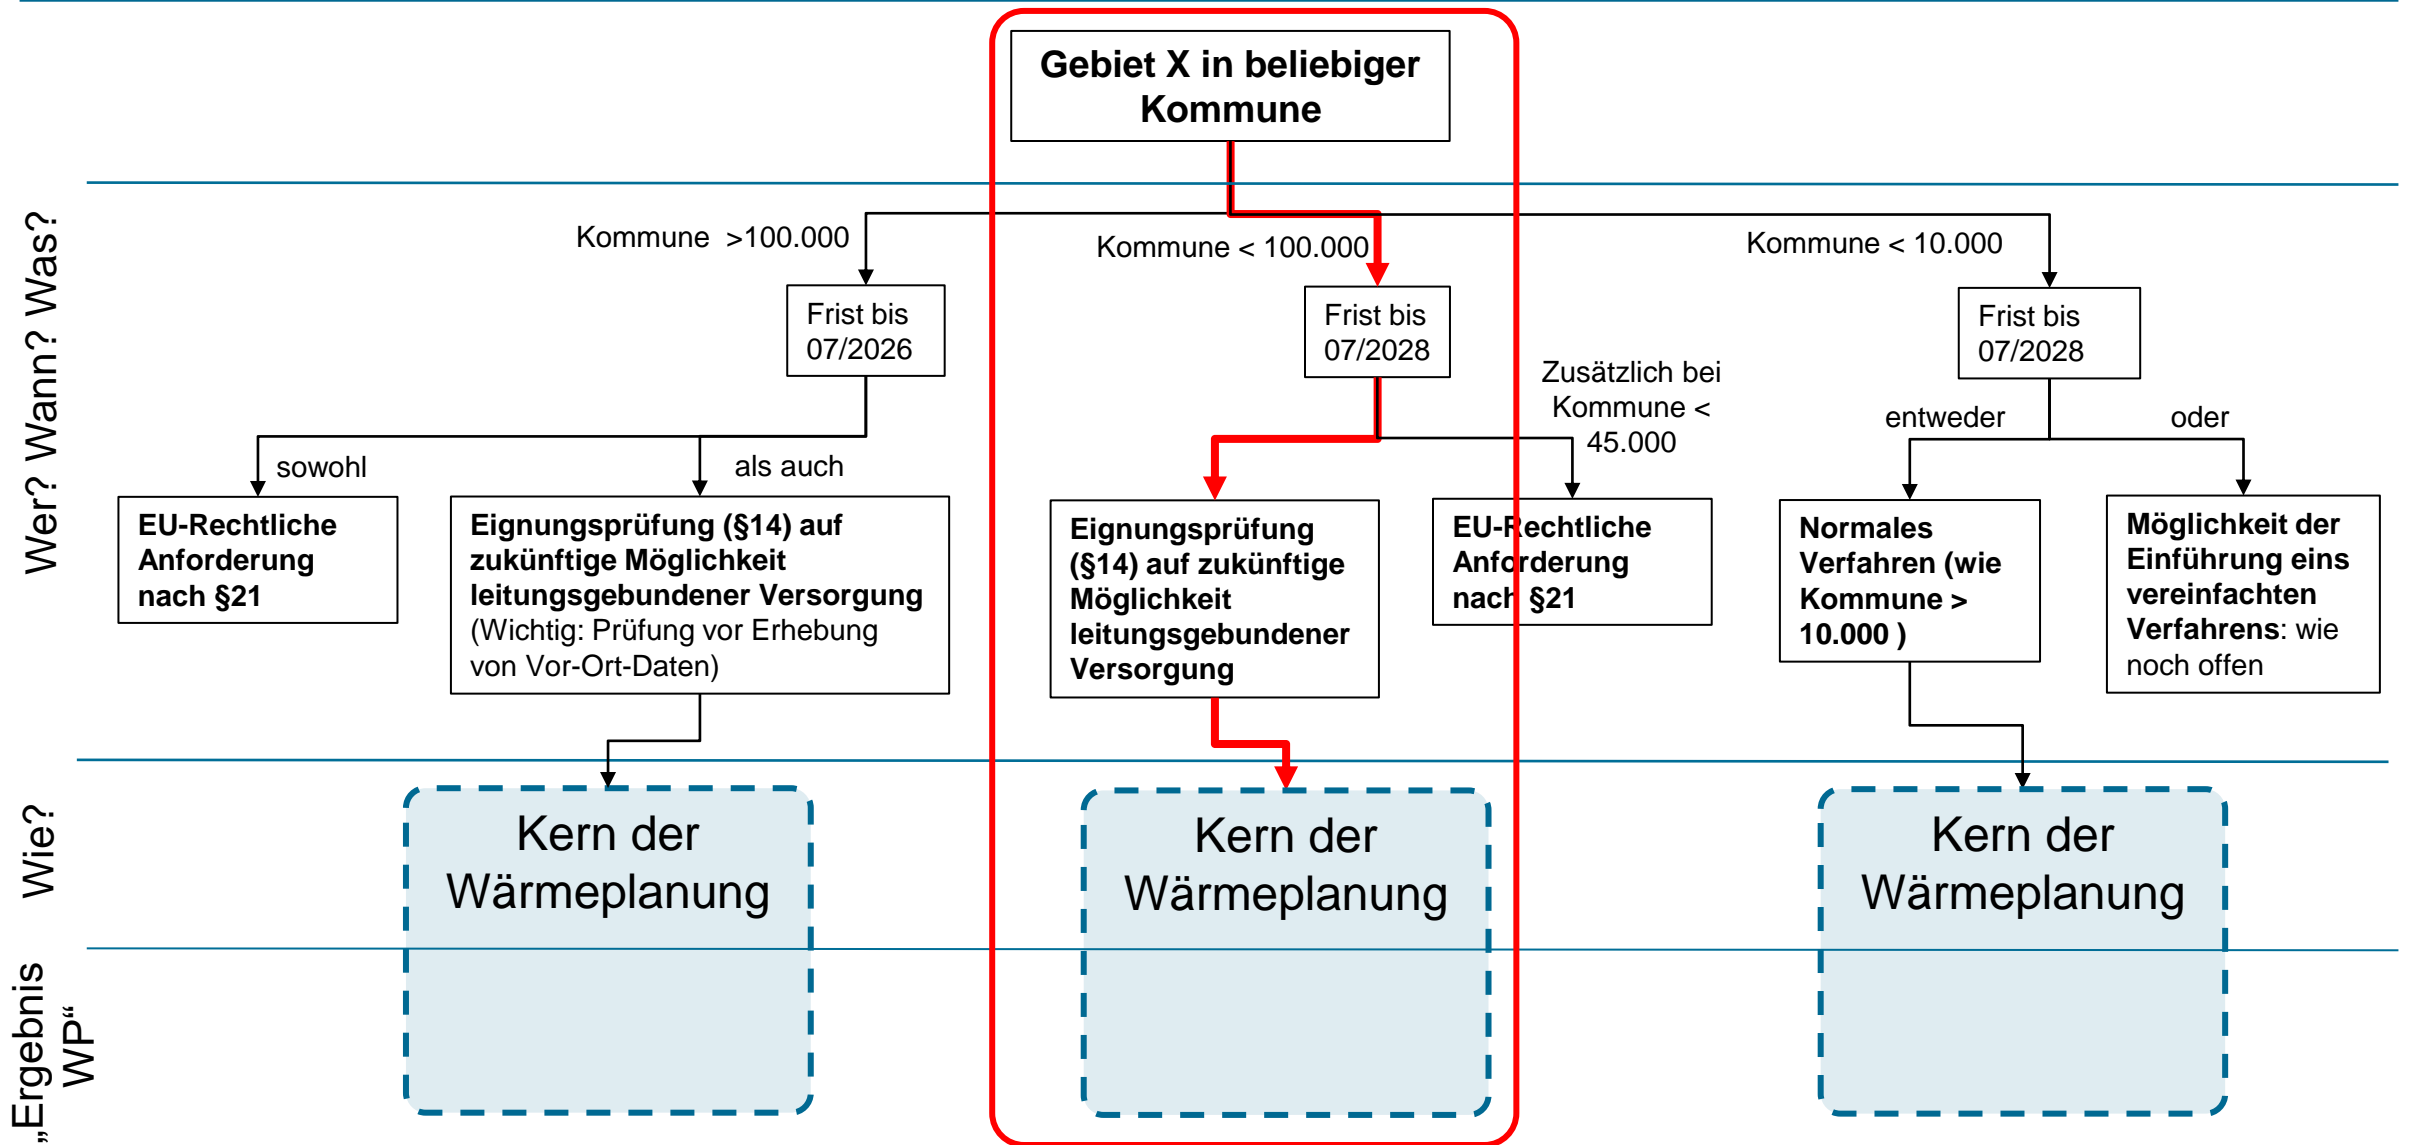 Gebiet X in beliebiger
Kommune
Wer? Wann? Was?
Kommune >100.000
Kommune < 100.000
Kommune < 10.000
Frist bis
07/2026
Frist bis
07/2028
Frist bis
07/2028
Zusätzlich bei
Kommune <
45.000
sowohl
als auch
entweder
oder
EU-Rechtliche
Anforderung
nach §21
Eignungsprüfung (§14) auf
zukünftige Möglichkeit
leitungsgebundener Versorgung
(Wichtig: Prüfung vor Erhebung
von Vor-Ort-Daten)
Eignungsprüfung
(§14) auf zukünftige
Möglichkeit
leitungsgebundener
Versorgung
EU-Rechtliche
Anforderung
nach §21
Normales
Verfahren (wie
Kommune >
10.000 )
Möglichkeit der
Einführung eins
vereinfachten
Verfahrens: wie
noch offen
Wie?
Kern der
Wärmeplanung
Kern der
Wärmeplanung
Kern der
Wärmeplanung
„Ergebnis
WP“